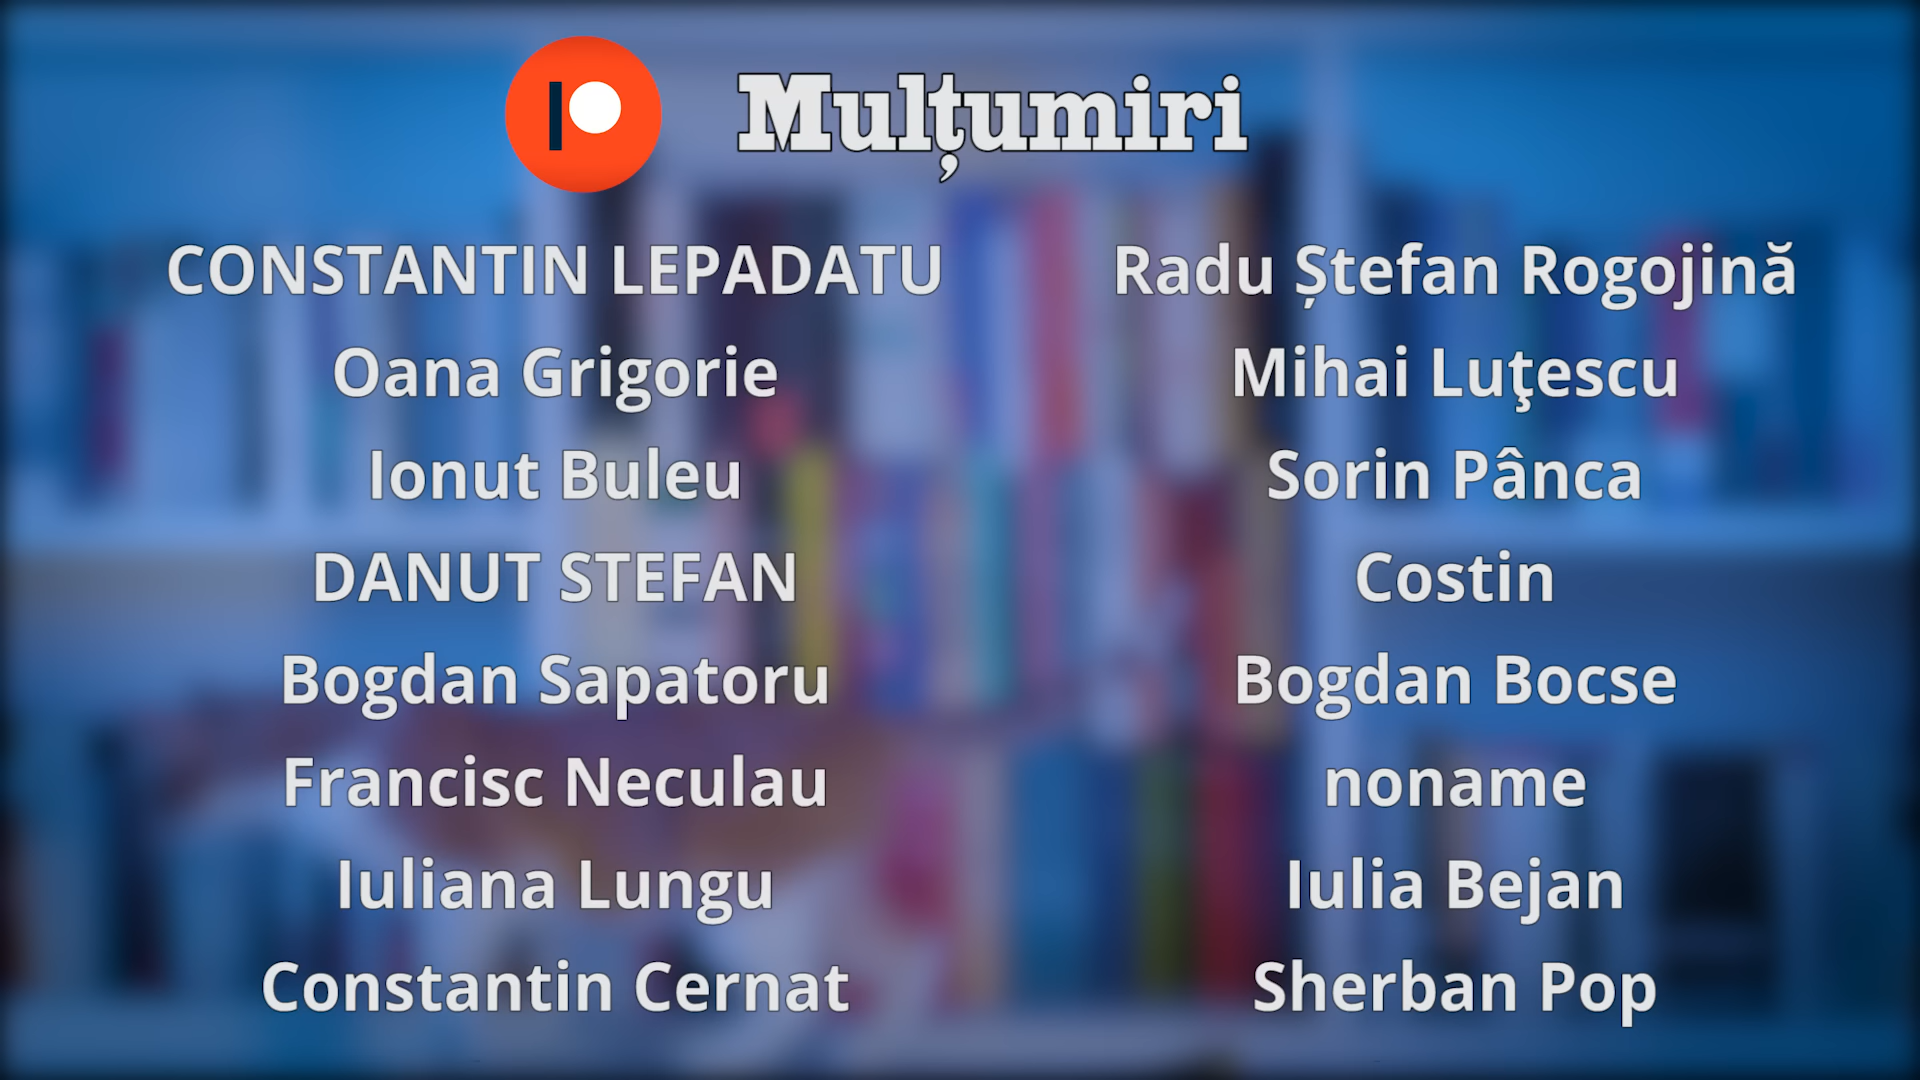 Mulțumiri
CONSTANTIN LEPADATU
Oana Grigorie
Ionut Buleu
DANUT STEFAN
Bogdan Sapatoru
Francisc Neculau
Iuliana Lungu
Constantin Cernat
Radu Ștefan Rogojină
Mihai Luţescu
Sorin Pânca
Costin
Bogdan Bocse
noname
Iulia Bejan
Sherban Pop